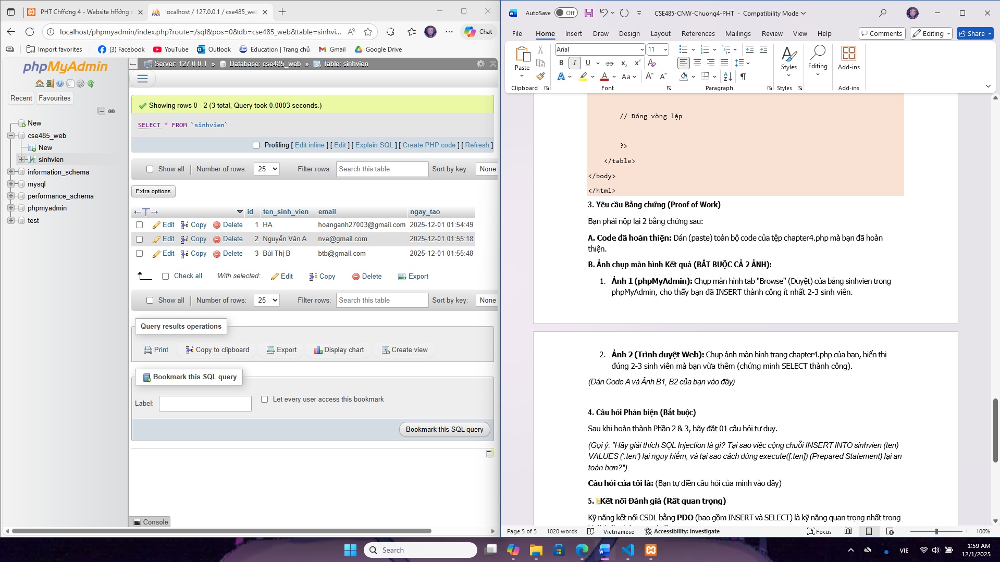 PHT Chffơng 4 - Website hffớng c
localhost / 127.0.0.1 / cse485_web
localhost/phpmyadmin/index.php?route=/sql&pos=0&db=cse485_web&table=sinhvi...
Chat
Import favorites
(3) Facebook
YouTube
Outlook
Education | Trang chủ
Gmail
Google Drive
phpMyAdmin
Recent
Favourites
New
cse485_web
New
sinhvien
information_schema
mysql
performance_schema
phpmyadmin
test
Server: 127.0.0.1 » Database: cse485_web » Table: sinhvien
Showing rows 0 - 2 (3 total, Query took 0.0003 seconds.)
SELECT * FROM `sinhvien`
Profiling [ Edit inline ] [ Edit ] [ Explain SQL ] [ Create PHP code ] [ Refresh ]
Show all | Number of rows: 25 Filter rows: Search this table Sort by key: None
Extra options
id ten_sinh_vien email ngay_tao
Edit Copy Delete 1 HA hoanganh27003@gmail.com 2025-12-01 01:54:49
Edit Copy Delete 2 Nguyễn Văn A nva@gmail.com 2025-12-01 01:55:18
Edit Copy Delete 3 Bùi Thị B btb@gmail.com 2025-12-01 01:55:48
Check all With selected: Edit Copy Delete Export
Show all | Number of rows: 25 Filter rows: Search this table Sort by key: None
Query results operations
Print Copy to clipboard Export Display chart Create view
Bookmark this SQL query
Label: Let every user access this bookmark
Bookmark this SQL query
Console
AutoSave Off CSE485-CNW-Chuong4-PHT - Compatibility Mode
File Home Insert Draw Design Layout References Mailings Review View Help Comments Editing Share
Paste
Arial 11
Styles
Editing
Add-ins
Clipboard Font Paragraph Styles Add-ins
// Đóng vòng lặp
?>
</table>
</body>
</html>
3. Yêu cầu Bằng chứng (Proof of Work)
Bạn phải nộp lại 2 bằng chứng sau:
A. Code đã hoàn thiện: Dán (paste) toàn bộ code của tệp chapter4.php mà bạn đã hoàn
thiện.
B. Ảnh chụp màn hình Kết quả (BẮT BUỘC CẢ 2 ẢNH):
1. Ảnh 1 (phpMyAdmin): Chụp màn hình tab "Browse" (Duyệt) của bảng sinhvien trong
phpMyAdmin, cho thấy bạn đã INSERT thành công ít nhất 2-3 sinh viên.
2. Ảnh 2 (Trình duyệt Web): Chụp ảnh màn hình trang chapter4.php của bạn, hiển thị
đúng 2-3 sinh viên mà bạn vừa thêm (chứng minh SELECT thành công).
(Dán Code A và Ảnh B1, B2 của bạn vào đây)
4. Câu hỏi Phản biện (Bắt buộc)
Sau khi hoàn thành Phần 2 & 3, hãy đặt 01 câu hỏi tư duy.
(Gợi ý: "Hãy giải thích SQL Injection là gì? Tại sao việc cộng chuỗi INSERT INTO sinhvien (ten)
VALUES (':ten') lại nguy hiểm, và tại sao cách dùng execute([:ten]) (Prepared Statement) lại an
toàn hơn?").
Câu hỏi của tôi là: (Bạn tự điền câu hỏi của mình vào đây)
5. Kết nối Đánh giá (Rất quan trọng)
Kỹ năng kết nối CSDL bằng PDO (bao gồm INSERT và SELECT) là kỹ năng quan trọng nhất trong
Page 5 of 5 1020 words Vietnamese Accessibility: Investigate Focus 100%
Search
VIE
1:59 AM
12/1/2025